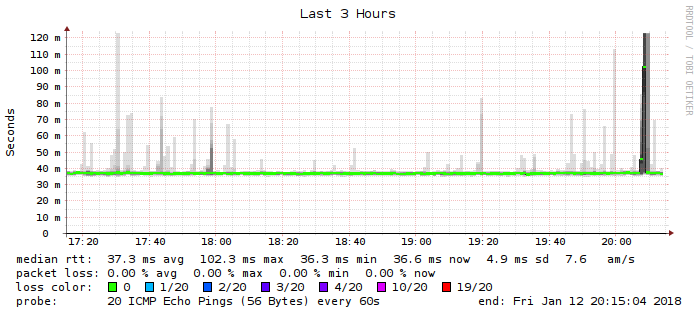 Last 3 Hours
RRDTOOL / TOBI OETIKER
Seconds
120 m
110 m
100 m
90 m
80 m
70 m
60 m
50 m
40 m
30 m
20 m
10 m
0
17:20 17:40 18:00 18:20 18:40 19:00 19:20 19:40 20:00
median rtt: 37.3 ms avg 102.3 ms max 36.3 ms min 36.6 ms now 4.9 ms sd 7.6 am/s
packet loss: 0.00 % avg 0.00 % max 0.00 % min 0.00 % now
loss color: 0 1/20 2/20 3/20 4/20 10/20 19/20
probe: 20 ICMP Echo Pings (56 Bytes) every 60s end: Fri Jan 12 20:15:04 2018